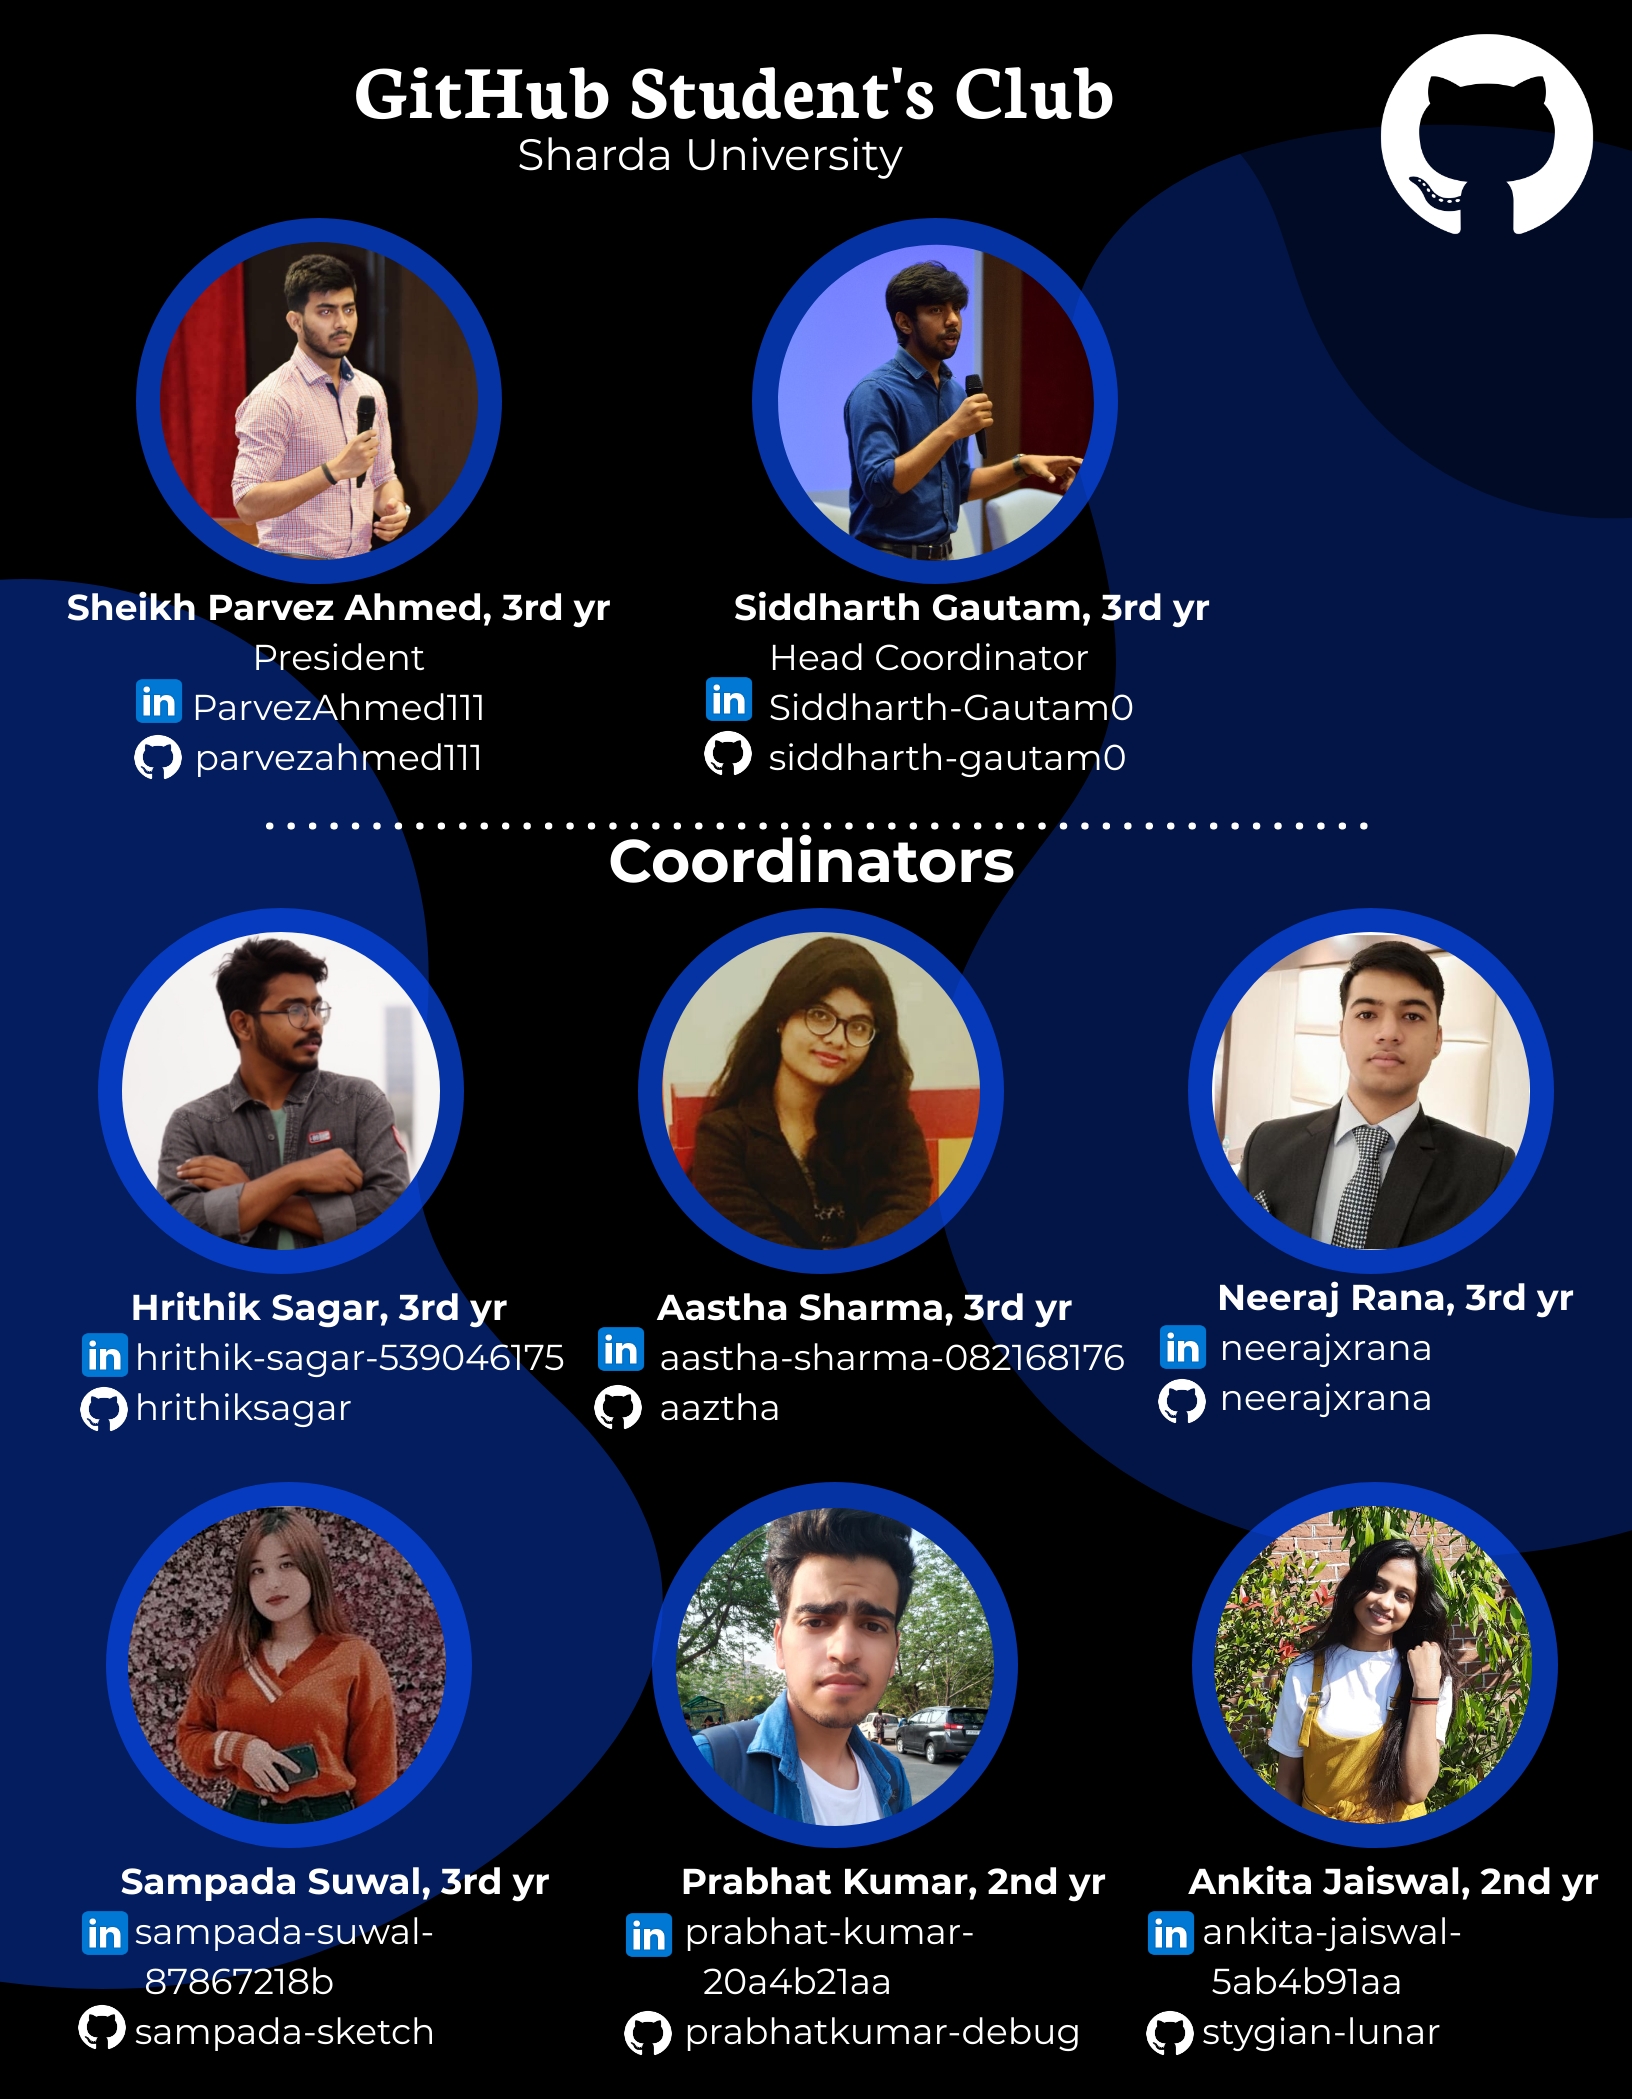 GitHub Student's Club
Sharda University
Sheikh Parvez Ahmed, 3rd yr
President
in ParvezAhmed111
parvezahmed111
Siddharth Gautam, 3rd yr
Head Coordinator
in Siddharth-Gautam0
siddharth-gautam0
Coordinators
Hrithik Sagar, 3rd yr
in hrithik-sagar-539046175
hrithiksagar
Aastha Sharma, 3rd yr
in aastha-sharma-082168176
aaztha
Neeraj Rana, 3rd yr
in neerajxrana
neerajxrana
Sampada Suwal, 3rd yr
in sampada-suwal-
87867218b
sampada-sketch
Prabhat Kumar, 2nd yr
in prabhat-kumar-
20a4b21aa
prabhatkumar-debug
Ankita Jaiswal, 2nd yr
in ankita-jaiswal-
5ab4b91aa
stygian-lunar